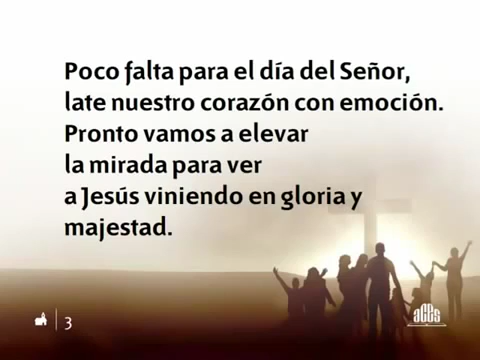 Poco falta para el día del Señor,
late nuestro corazón con emoción.
Pronto vamos a elevar
la mirada para ver
a Jesús viniendo en gloria y
majestad.
3
aces